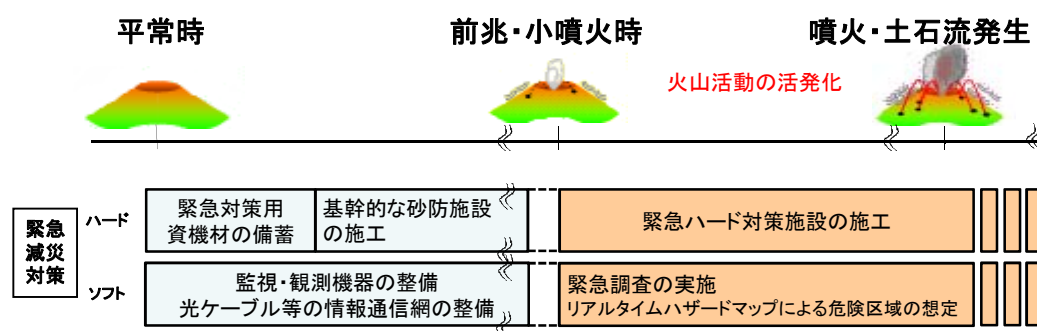 平常時
前兆・小噴火時
噴火・土石流発生
火山活動の活発化
緊急
減災
対策
ハード
緊急対策用
資機材の備蓄
基幹的な砂防施設
の施工
緊急ハード対策施設の施工
ソフト
監視・観測機器の整備
光ケーブル等の情報通信網の整備
緊急調査の実施
リアルタイムハザードマップによる危険区域の想定